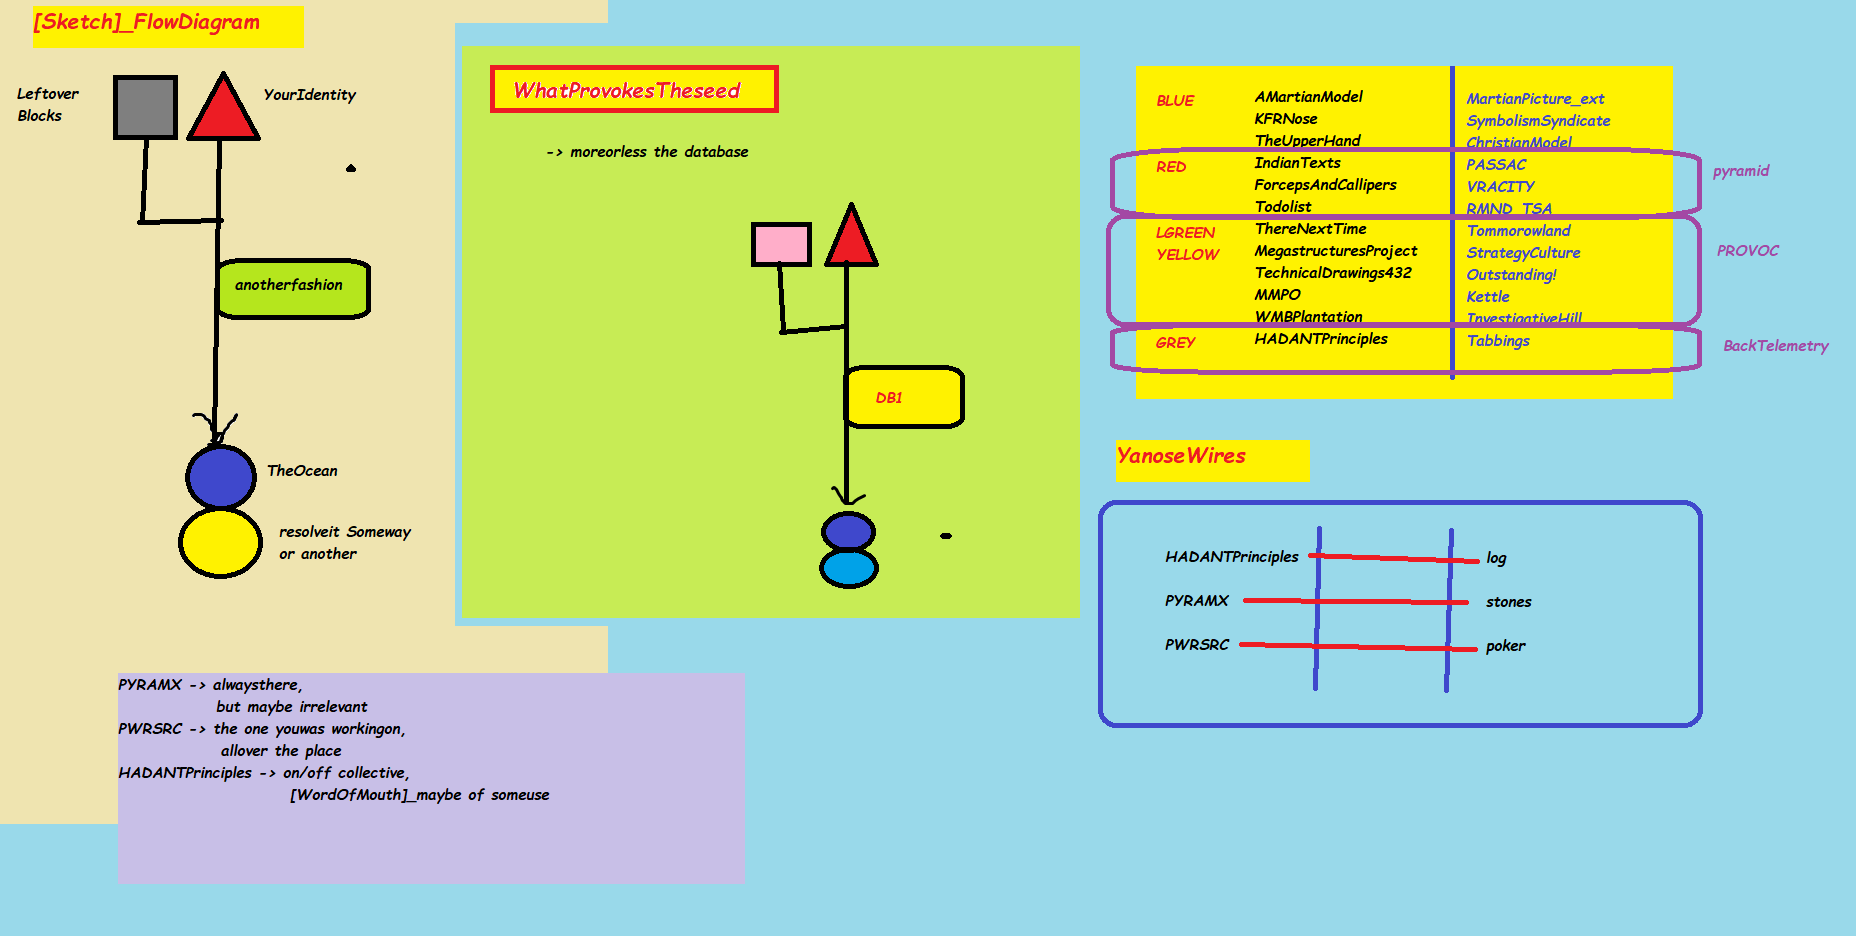 [Sketch]_FlowDiagram
Leftover
Blocks
YourIdentity
anotherfashion
TheOcean
resolveit Someway
or another
WhatProvokesTheseed
-> moreorless the database
DB1
BLUE
RED
LGREEN
YELLOW
GREY
AMartianModel
KFRNose
TheUpperHand
IndianTexts
ForcepsAndCallipers
Todolist
ThereNextTime
MegastructuresProject
TechnicalDrawings432
MMPO
WMBPlantation
HADANTPrinciples
MartianPicture_ext
SymbolismSyndicate
ChristianModel
PASSAC
VRACITY
RMND_TSA
Tommorowland
StrategyCulture
Outstanding!
Kettle
InvestigativeHill
Tabbings
pyramid
PROVOC
BackTelemetry
YanoseWires
HADANTPrinciples log
PYRAMX stones
PWRSRC poker
PYRAMX -> alwaysthere,
but maybe irrelevant
PWRSRC -> the one youwas workingon,
allover the place
HADANTPrinciples -> on/off collective,
[WordOfMouth]_maybe of someuse